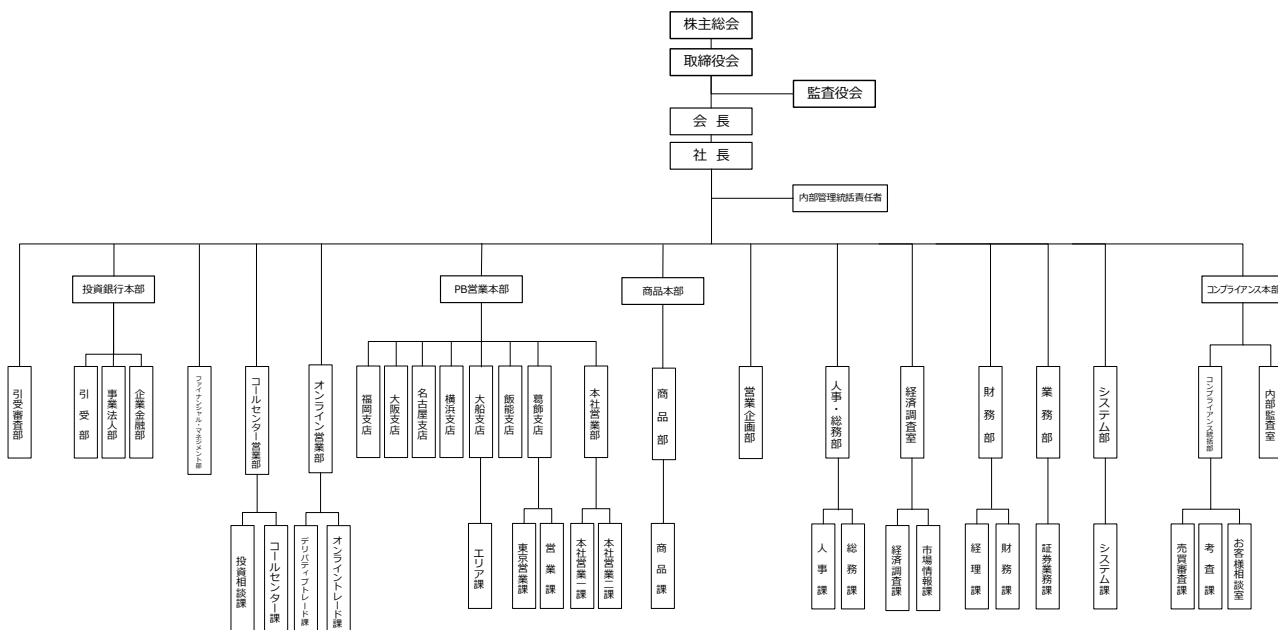 株主総会
取締役会
監査役会
会 長
社 長
内部管理統括責任者
投資銀行本部
PB営業本部
商品本部
コンプライアンス本部
引受審査部
引 受 部
事業法人部
企業金融部
ファイナンシャル・マネジメント部
コールセンター営業部
オンライン営業部
福岡支店
大阪支店
名古屋支店
横浜支店
大船支店
飯能支店
葛飾支店
本社営業部
商 品 部
営業企画部
人事・総務部
経済調査室
財 務 部
業 務 部
システム部
コンプライアンス統括部
内部監査室
投資相談課
コールセンター課
デリバティブトレード課
オンライントレード課
エリア課
東京営業課
営 業 課
本社営業一課
本社営業二課
商 品 課
人 事 課
総 務 課
経済調査課
市場情報課
経 理 課
財 務 課
証券業務課
システム課
売買審査課
考 査 課
お客様相談室